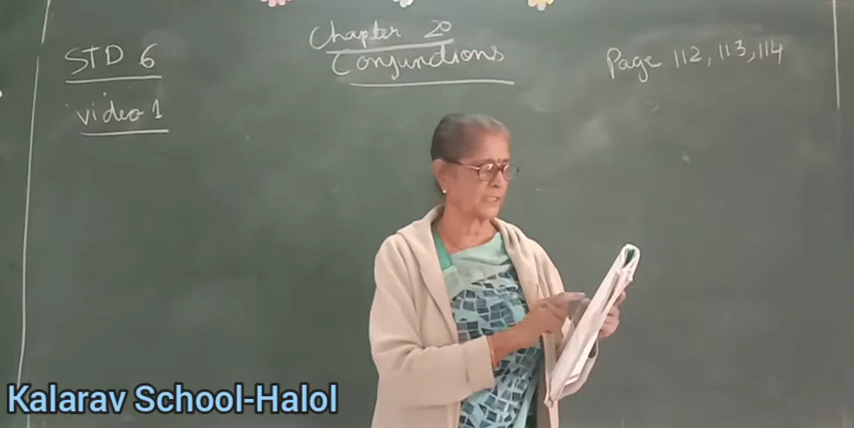 Chapter 20
STD 6
Conjunctions
Page 112, 113, 114
video 1
Kalarav School-Halol